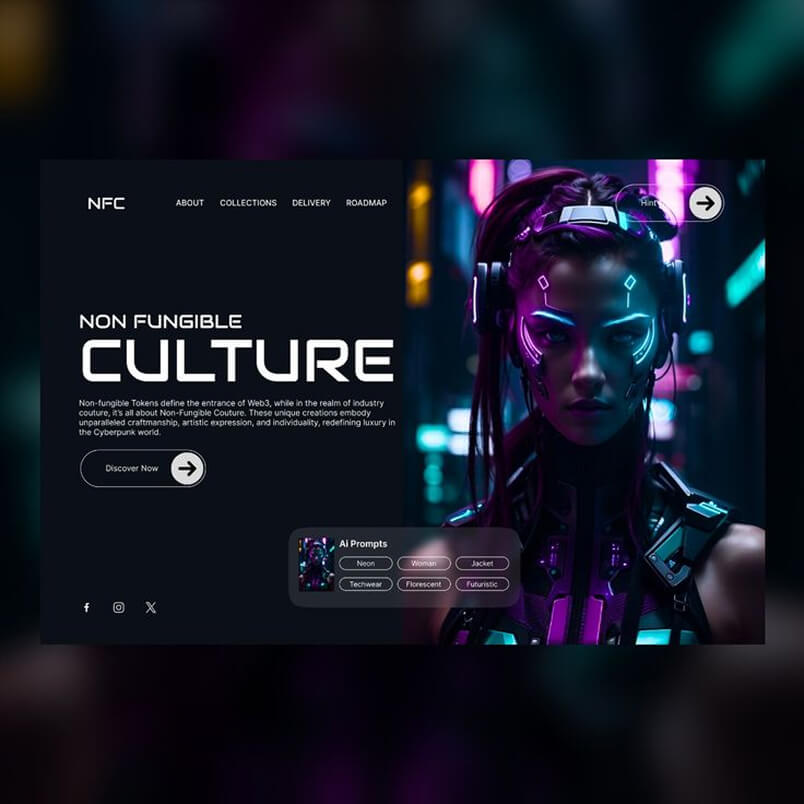 NFC
ABOUT COLLECTIONS DELIVERY ROADMAP
Hint
NON FUNGIBLE
CULTURE
Non-fungible Tokens define the entrance of Web3, while in the realm of industry
couture, it's all about Non-Fungible Couture. These unique creations embody
unparalleled craftmanship, artistic expression, and individuality, redefining luxury in
the Cyberpunk world.
Discover Now
Ai Prompts
Neon Woman Jacket
Techwear Florescent Futuristic